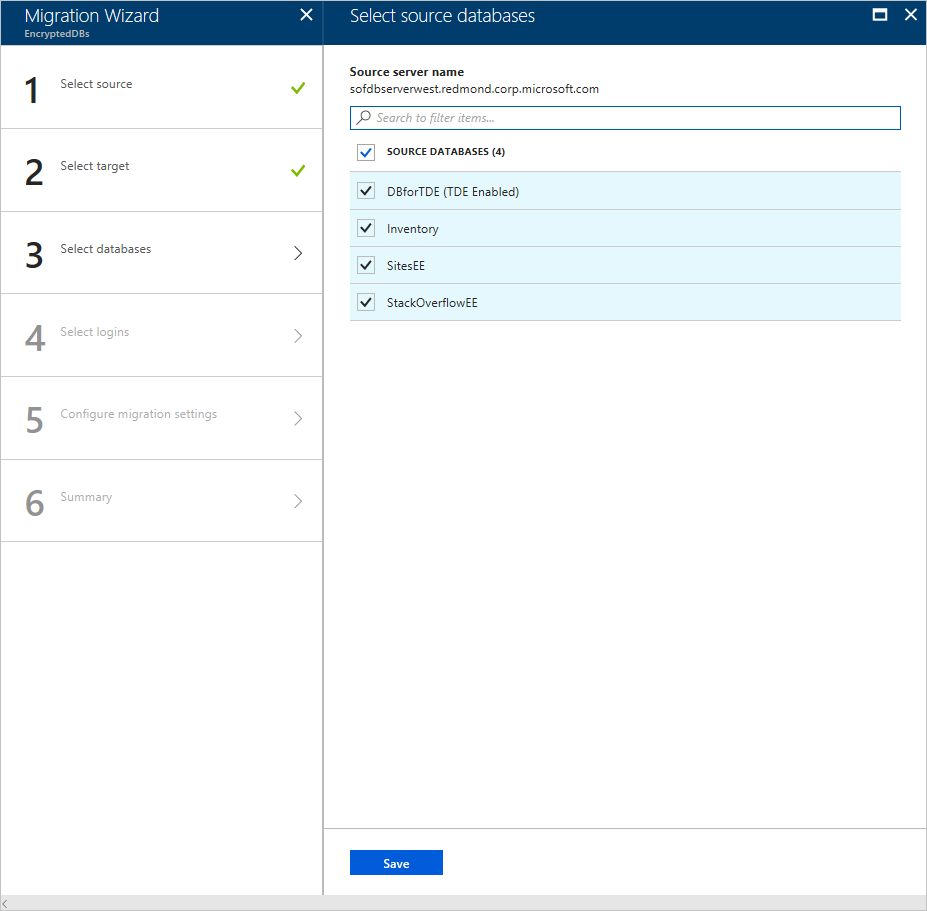 Migration Wizard
EncryptedDBs
1 Select source
2 Select target
3 Select databases
4 Select logins
5 Configure migration settings
6 Summary
Select source databases
Source server name
sofdbserverwest.redmond.corp.microsoft.com
Search to filter items...
SOURCE DATABASES (4)
DBforTDE (TDE Enabled)
Inventory
SitesEE
StackOverflowEE
Save